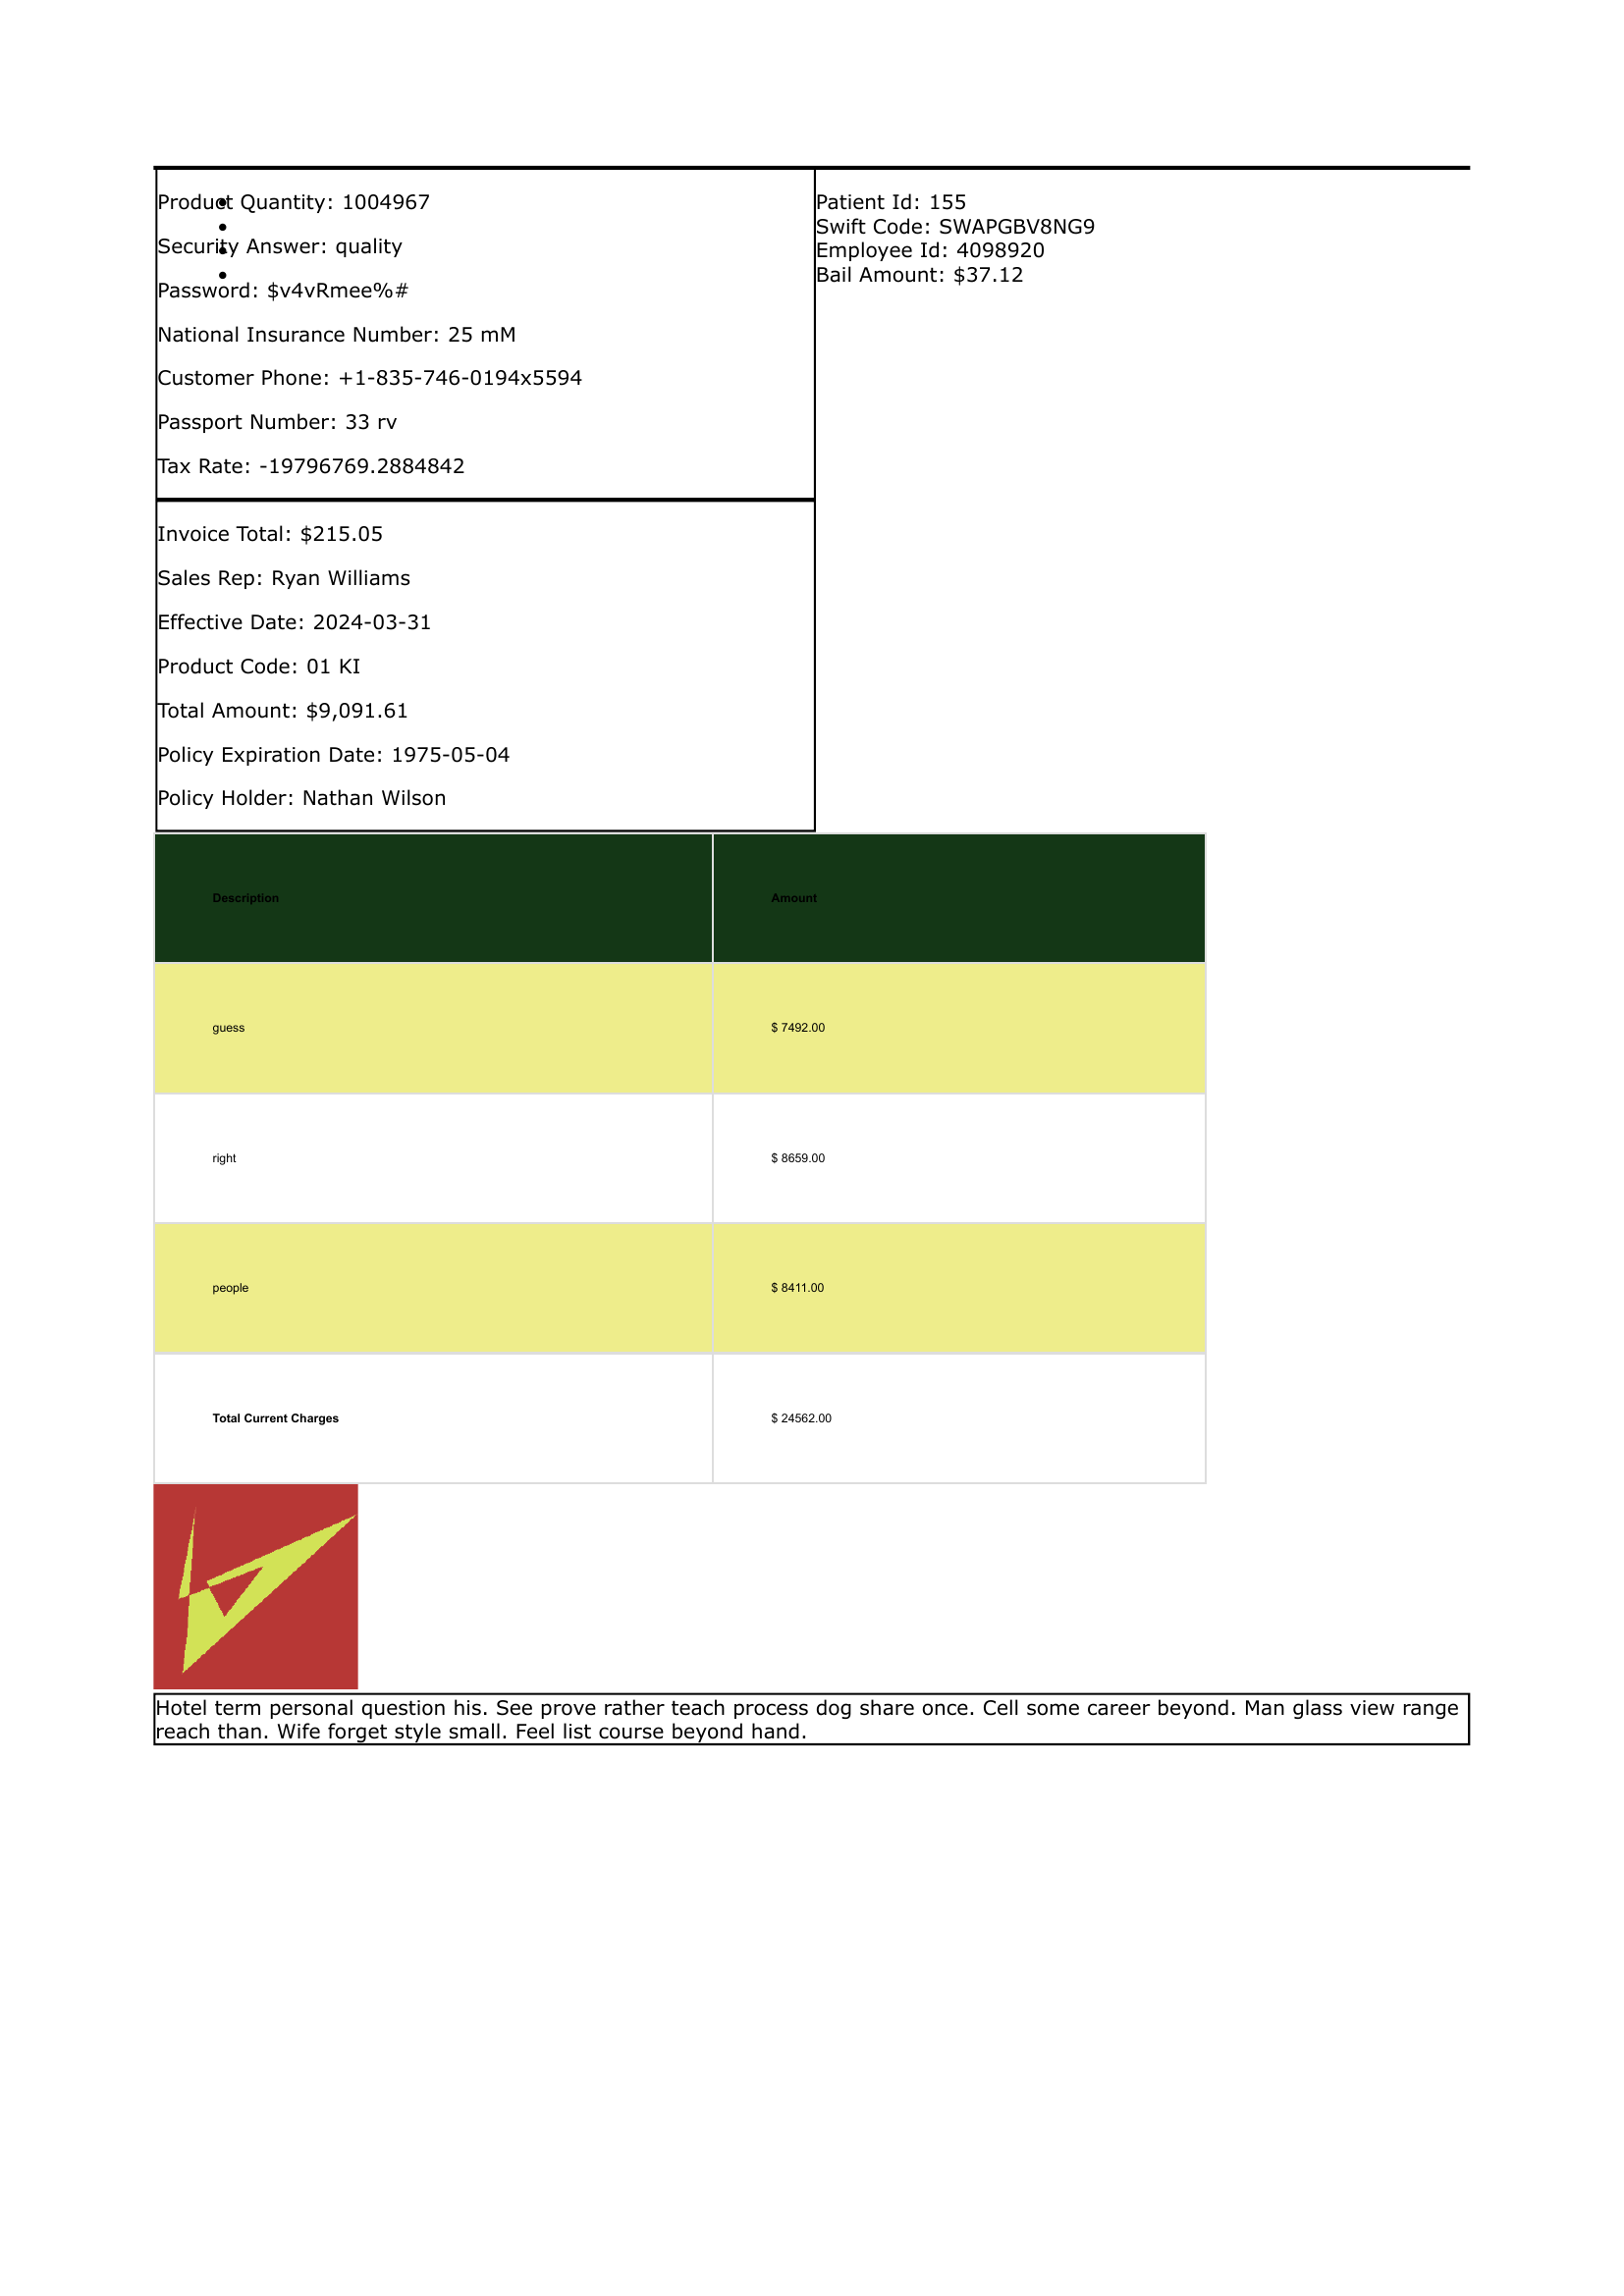 Product Quantity: 1004967
Security Answer: quality
Password: $v4vRmee%#
National Insurance Number: 25 mM
Customer Phone: +1-835-746-0194x5594
Passport Number: 33 rv
Tax Rate: -19796769.2884842
Patient Id: 155
Swift Code: SWAPGBV8NG9
Employee Id: 4098920
Bail Amount: $37.12
Invoice Total: $215.05
Sales Rep: Ryan Williams
Effective Date: 2024-03-31
Product Code: 01 KI
Total Amount: $9,091.61
Policy Expiration Date: 1975-05-04
Policy Holder: Nathan Wilson
Description Amount
guess $ 7492.00
right $ 8659.00
people $ 8411.00
Total Current Charges $ 24562.00
Hotel term personal question his. See prove rather teach process dog share once. Cell some career beyond. Man glass view range
reach than. Wife forget style small. Feel list course beyond hand.